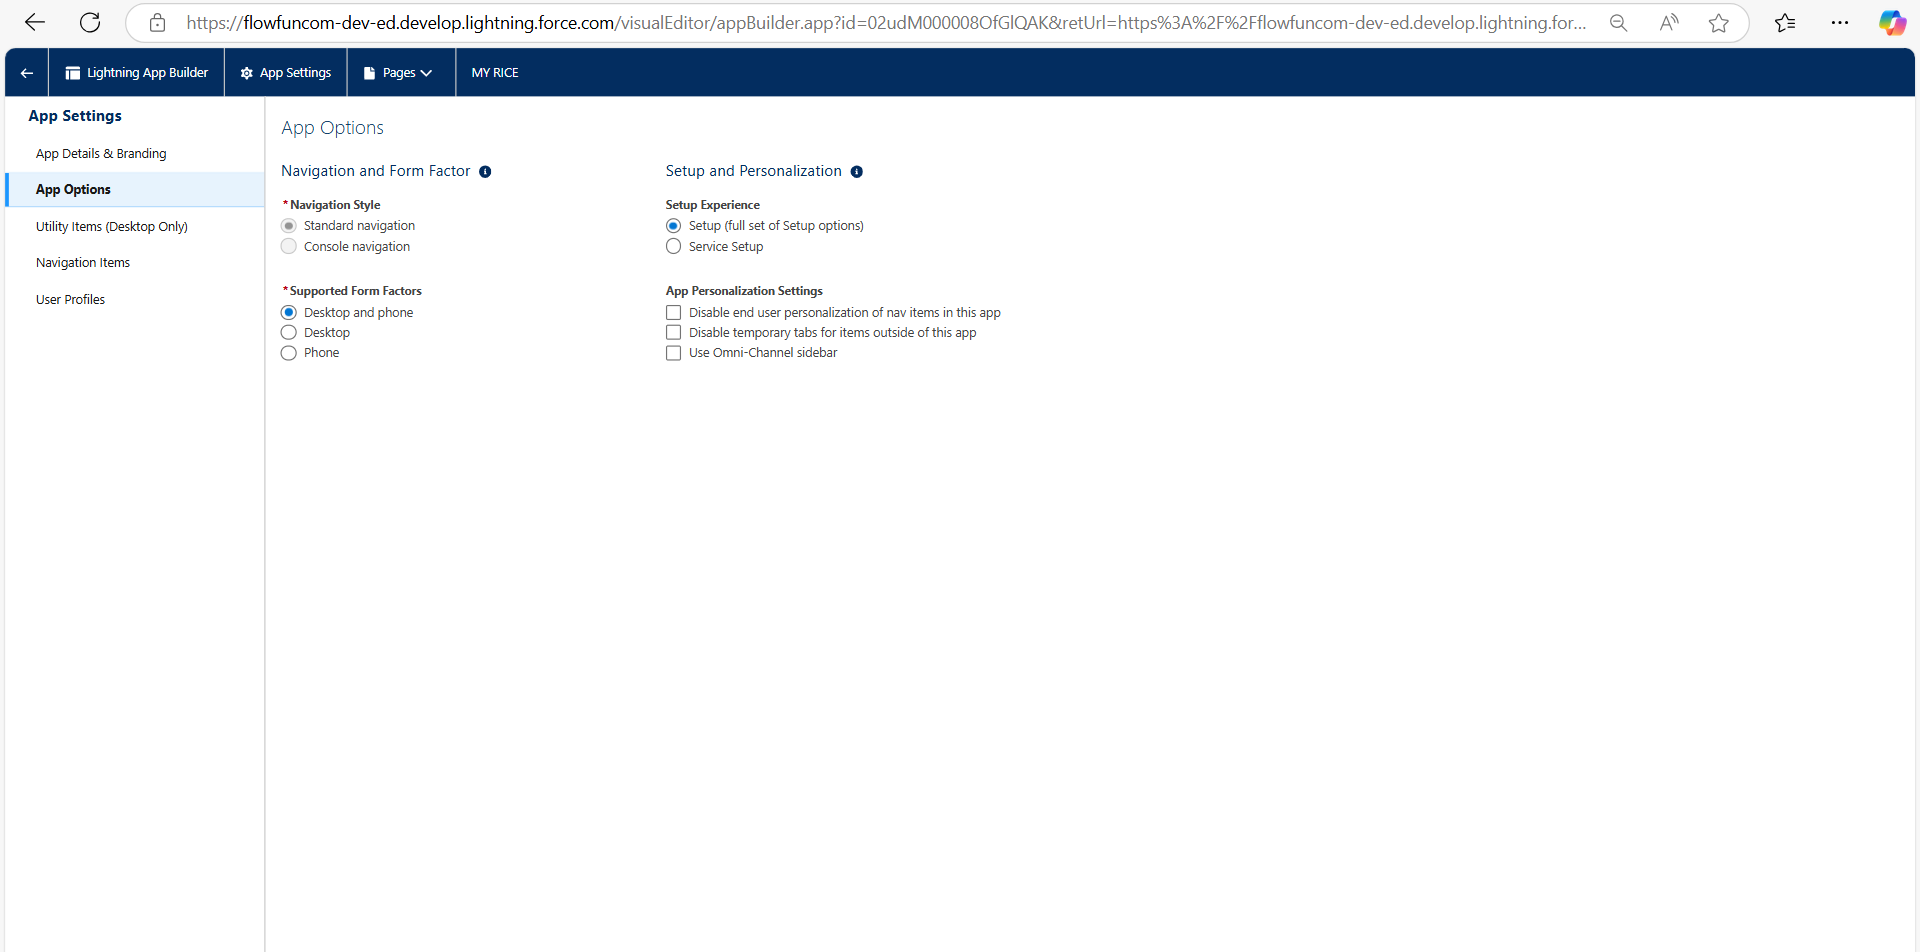 https://flowfuncom-dev-ed.develop.lightning.force.com/visualEditor/appBuilder.app?id=02udM000008OfGlQAK&retUrl=https%3A%2F%2Fflowfuncom-dev-ed.develop.lightning.for...
Lightning App Builder
App Settings
Pages
MY RICE
App Settings
App Details & Branding
App Options
Utility Items (Desktop Only)
Navigation Items
User Profiles
App Options
Navigation and Form Factor
*Navigation Style
Standard navigation
Console navigation
*Supported Form Factors
Desktop and phone
Desktop
Phone
Setup and Personalization
Setup Experience
Setup (full set of Setup options)
Service Setup
App Personalization Settings
Disable end user personalization of nav items in this app
Disable temporary tabs for items outside of this app
Use Omni-Channel sidebar